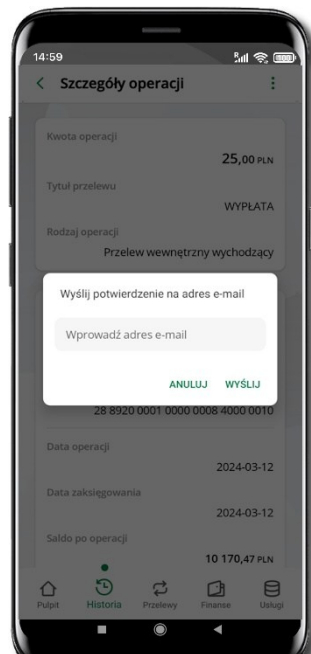 14:59
Szczegóły operacji
Kwota operacji
25,00 PLN
Tytuł przelewu
WYPŁATA
Rodzaj operacji
Przelew wewnętrzny wychodzący
Wyślij potwierdzenie na adres e-mail
Wprowadź adres e-mail
ANULUJ WYŚLIJ
28 8920 0001 0000 0008 4000 0010
Data operacji
2024-03-12
Data zaksięgowania
2024-03-12
Saldo po operacji
10 170,47 PLN
Pulpit Historia Przelewy Finanse Usługi